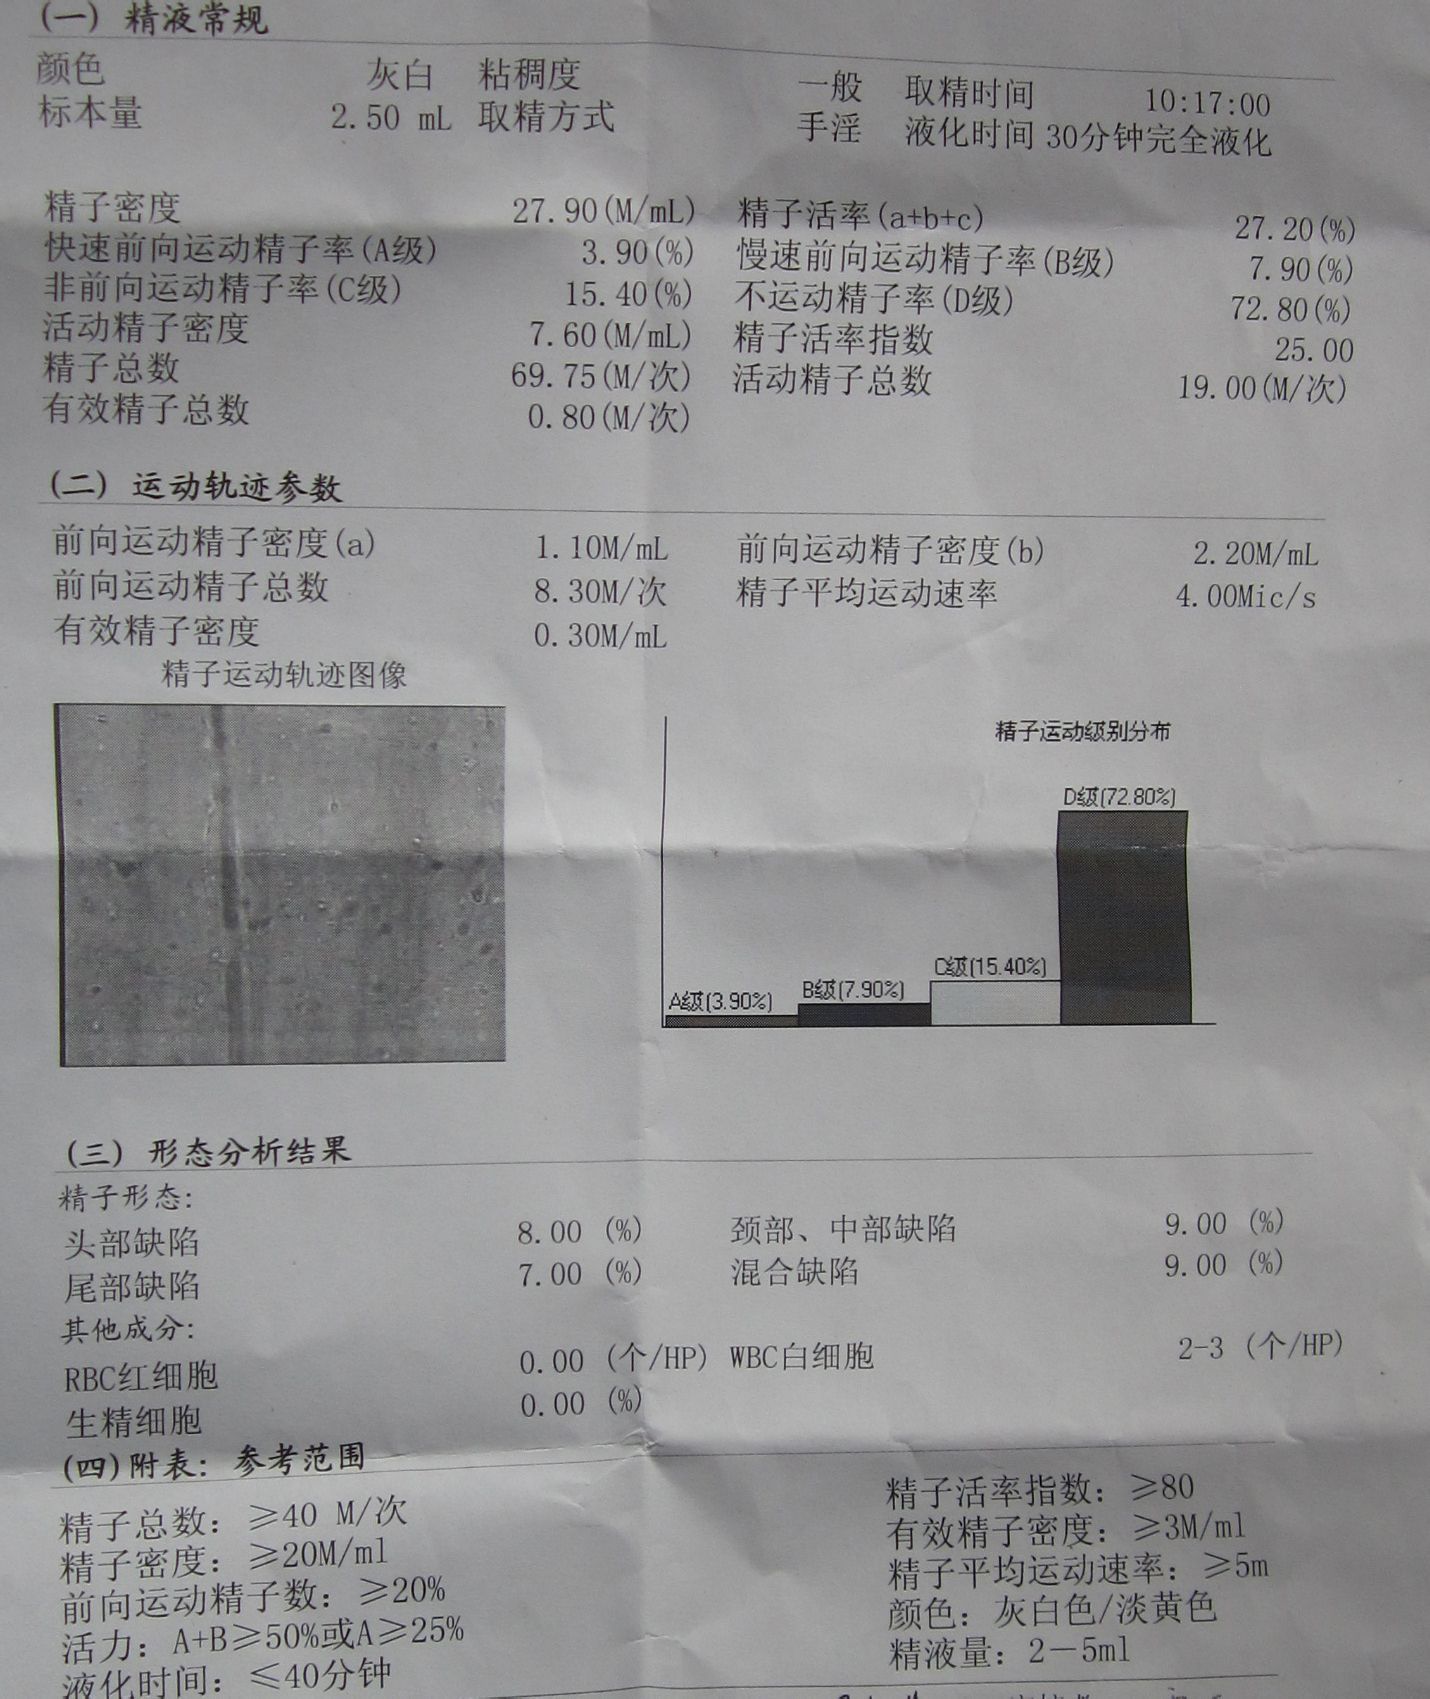 (一) 精液常规
颜色 灰白 粘稠度 一般 取精时间 10:17:00
标本量 2.50 mL 取精方式 手淫 液化时间 30分钟完全液化
精子密度 27.90(M/mL) 精子活率(a+b+c) 27.20(%)
快速前向运动精子率(A级) 3.90(%) 慢速前向运动精子率(B级) 7.90(%)
非前向运动精子率(C级) 15.40(%) 不运动精子率(D级) 72.80(%)
活动精子密度 7.60(M/mL) 精子活率指数 25.00
精子总数 69.75(M/次) 活动精子总数 19.00(M/次)
有效精子总数 0.80(M/次)
(二) 运动轨迹参数
前向运动精子密度(a) 1.10M/mL 前向运动精子密度(b) 2.20M/mL
前向运动精子总数 8.30M/次 精子平均运动速率 4.00Mic/s
有效精子密度 0.30M/mL
精子运动轨迹图像
精子运动级别分布
D级(72.80%)
C级(15.40%)
B级(7.90%)
A级(3.90%)
(三) 形态分析结果
精子形态:
头部缺陷 8.00 (%) 颈部、中部缺陷 9.00 (%)
尾部缺陷 7.00 (%) 混合缺陷 9.00 (%)
其他成分:
RBC红细胞 0.00 (个/HP) WBC白细胞 2-3 (个/HP)
生精细胞 0.00 (%)
(四)附表: 参考范围
精子总数: ≥40 M/次 精子活率指数: ≥80
精子密度: ≥20M/ml 有效精子密度: ≥3M/ml
前向运动精子数: ≥20% 精子平均运动速率: ≥5m
活力: A+B≥50%或A≥25% 颜色: 灰白色/淡黄色
液化时间: ≤40分钟 精液量: 2－5ml